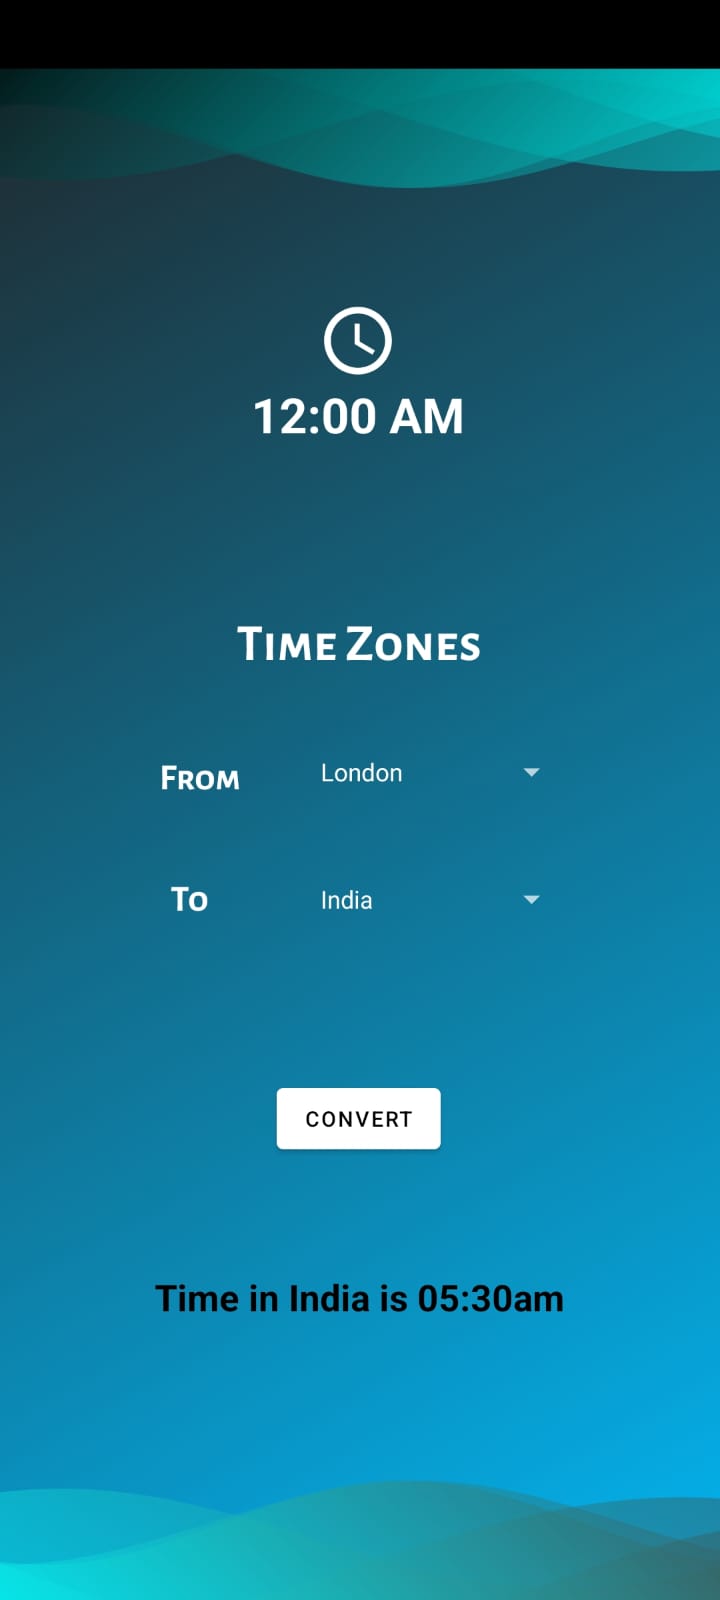 12:00 AM
Time Zones
From London
To India
CONVERT
Time in India is 05:30am